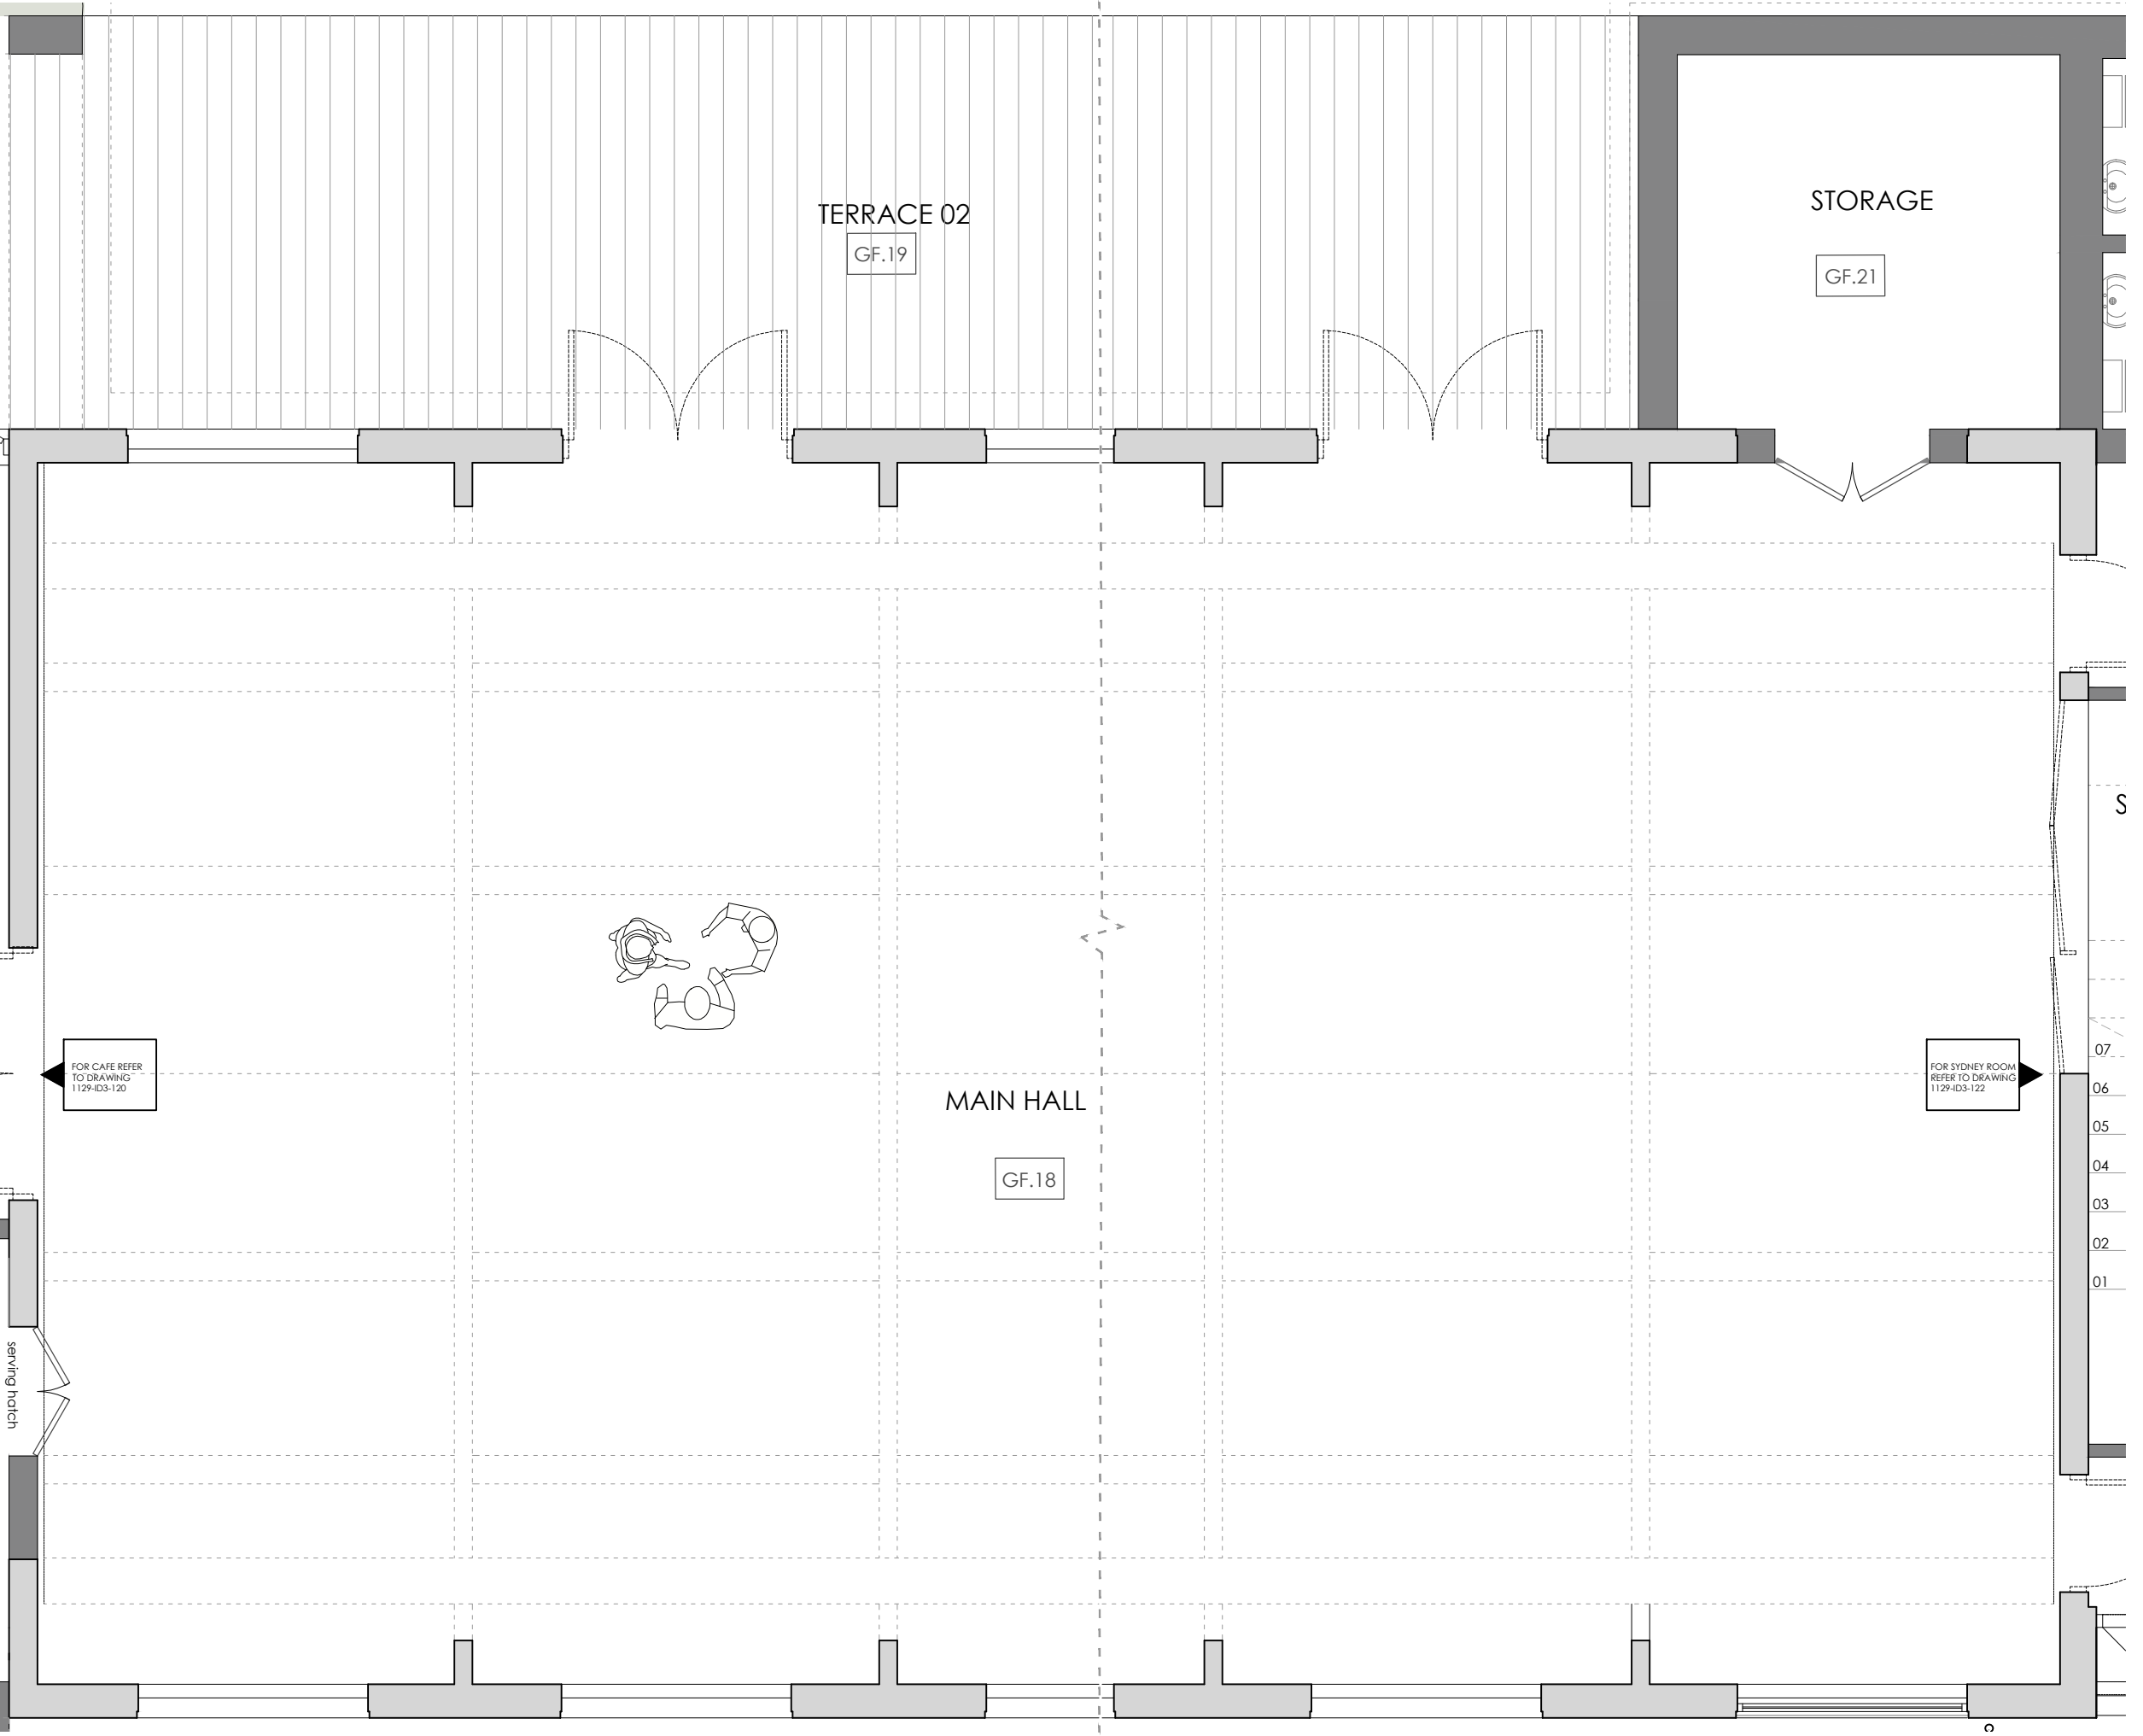 TERRACE 02
GF.19
STORAGE
GF.21
S
FOR CAFE REFER
TO DRAWING
1129-ID3-120
FOR SYDNEY ROOM
REFER TO DRAWING
1129-ID3-122
MAIN HALL
GF.18
07
06
05
04
03
02
01
serving hatch